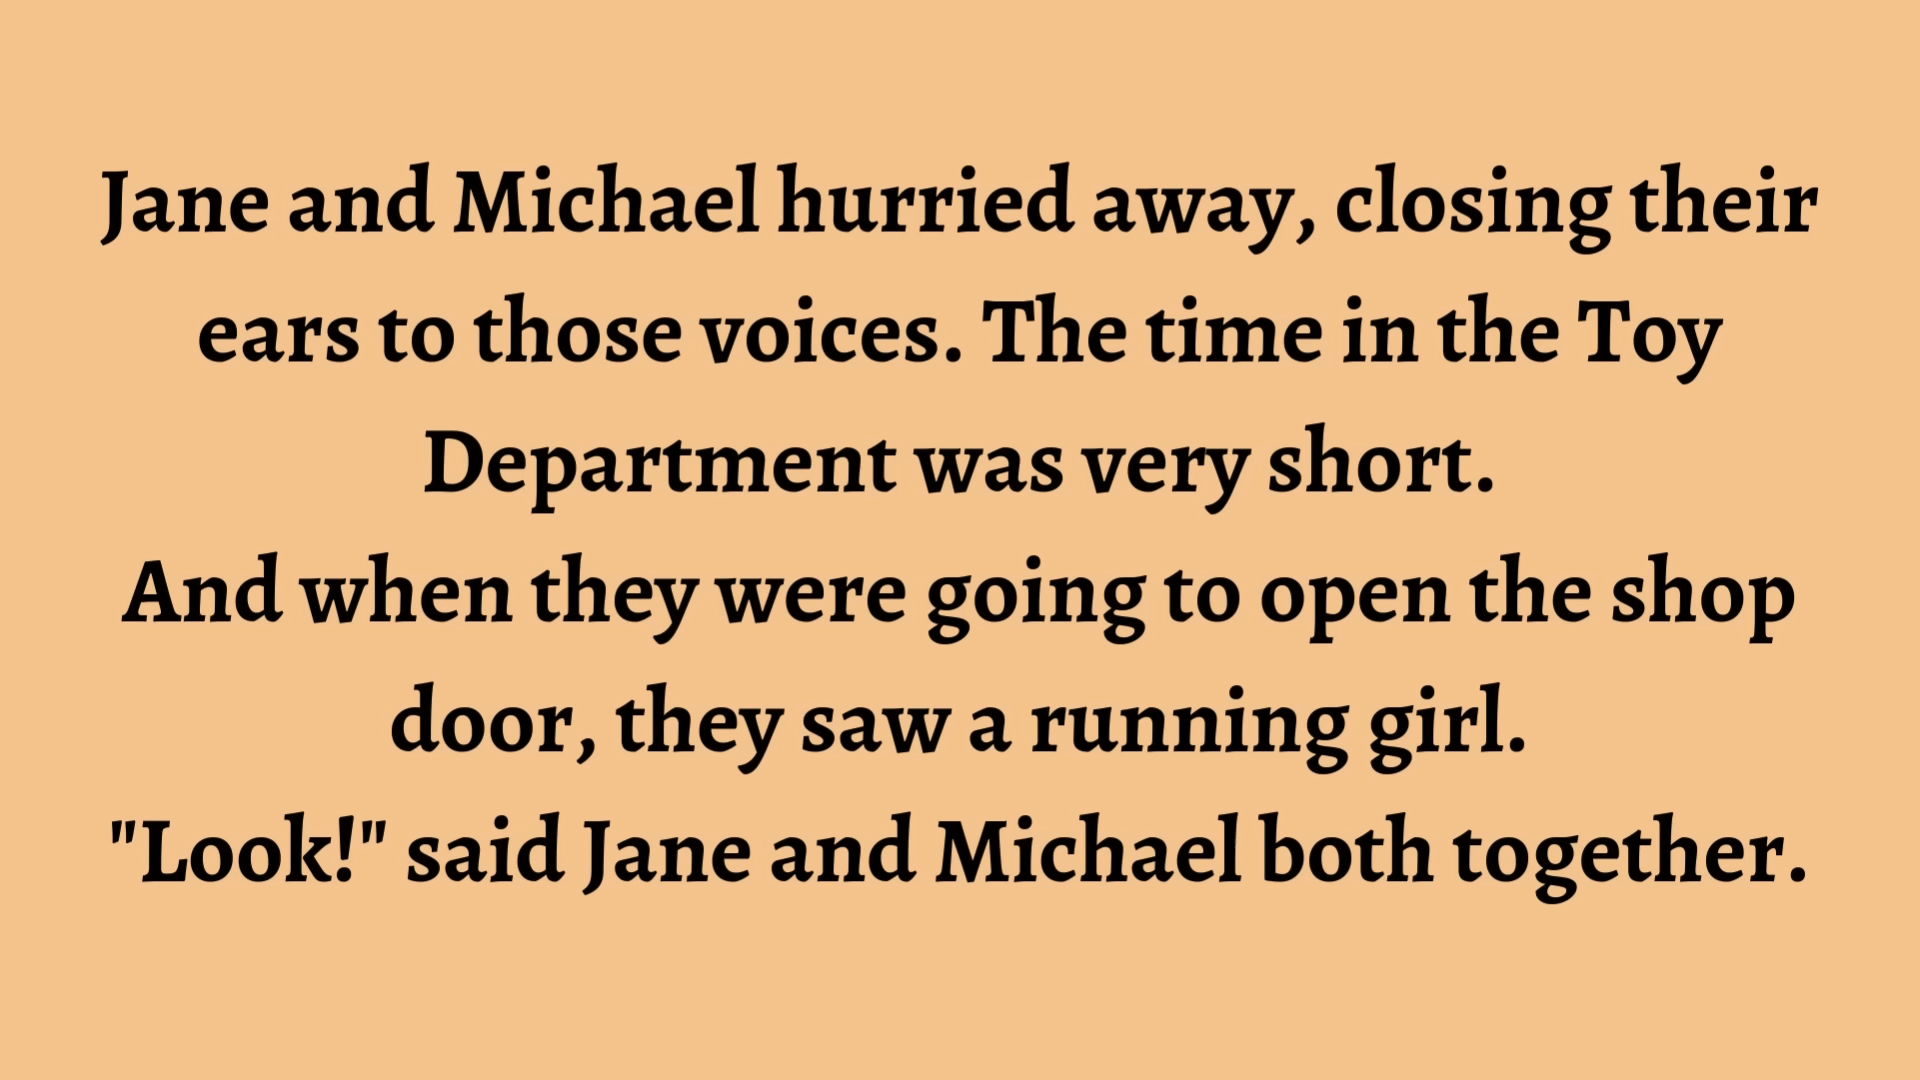 Jane and Michael hurried away, closing their
ears to those voices. The time in the Toy
Department was very short.
And when they were going to open the shop
door, they saw a running girl.
"Look!" said Jane and Michael both together.